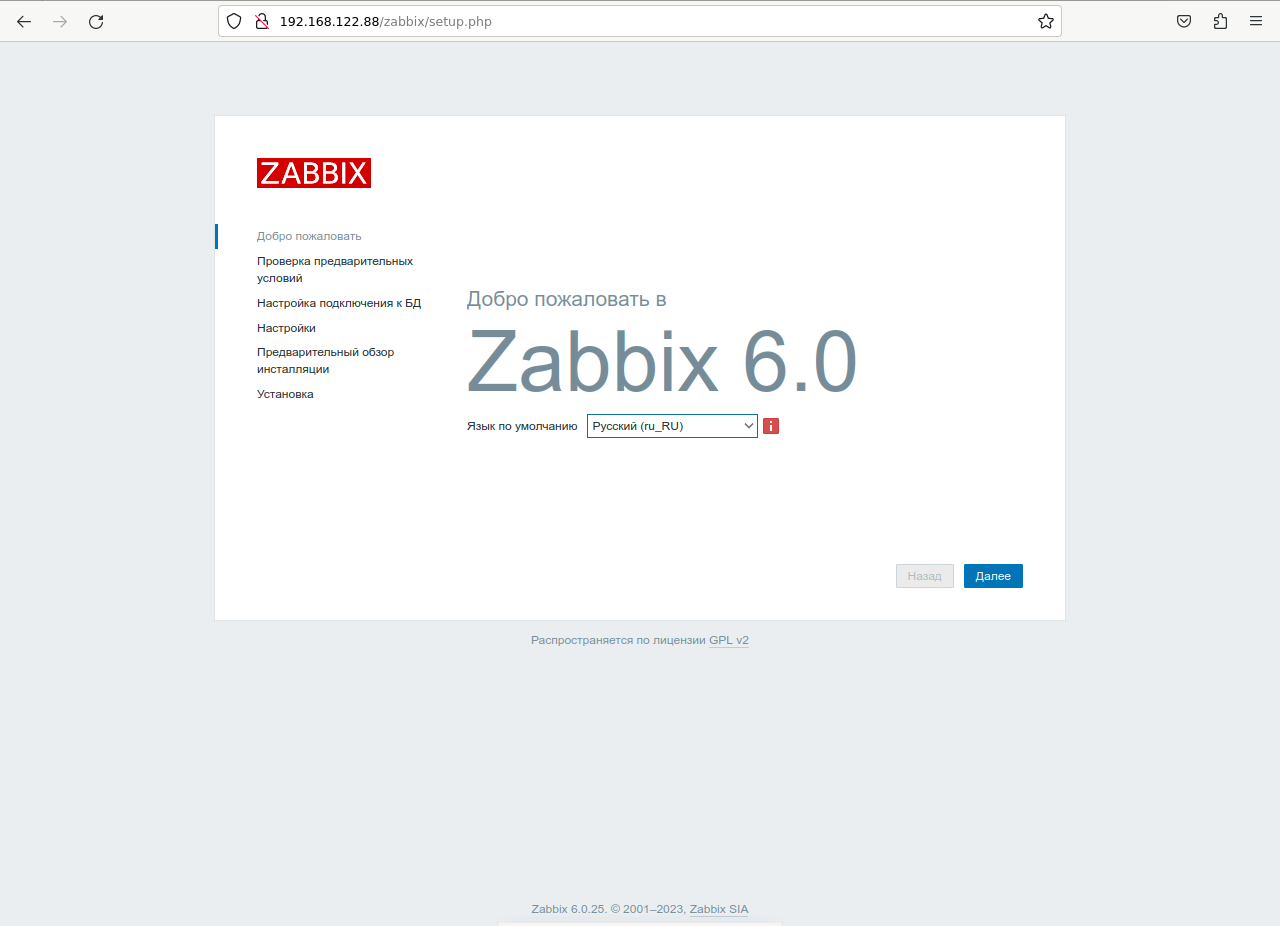 192.168.122.88/zabbix/setup.php
ZABBIX
Добро пожаловать
Проверка предварительных
условий
Настройка подключения к БД
Настройки
Предварительный обзор
инсталляции
Установка
Добро пожаловать в
Zabbix 6.0
Язык по умолчанию Русский (ru_RU) i
Назад Далее
Распространяется по лицензии GPL v2
Zabbix 6.0.25. © 2001–2023, Zabbix SIA